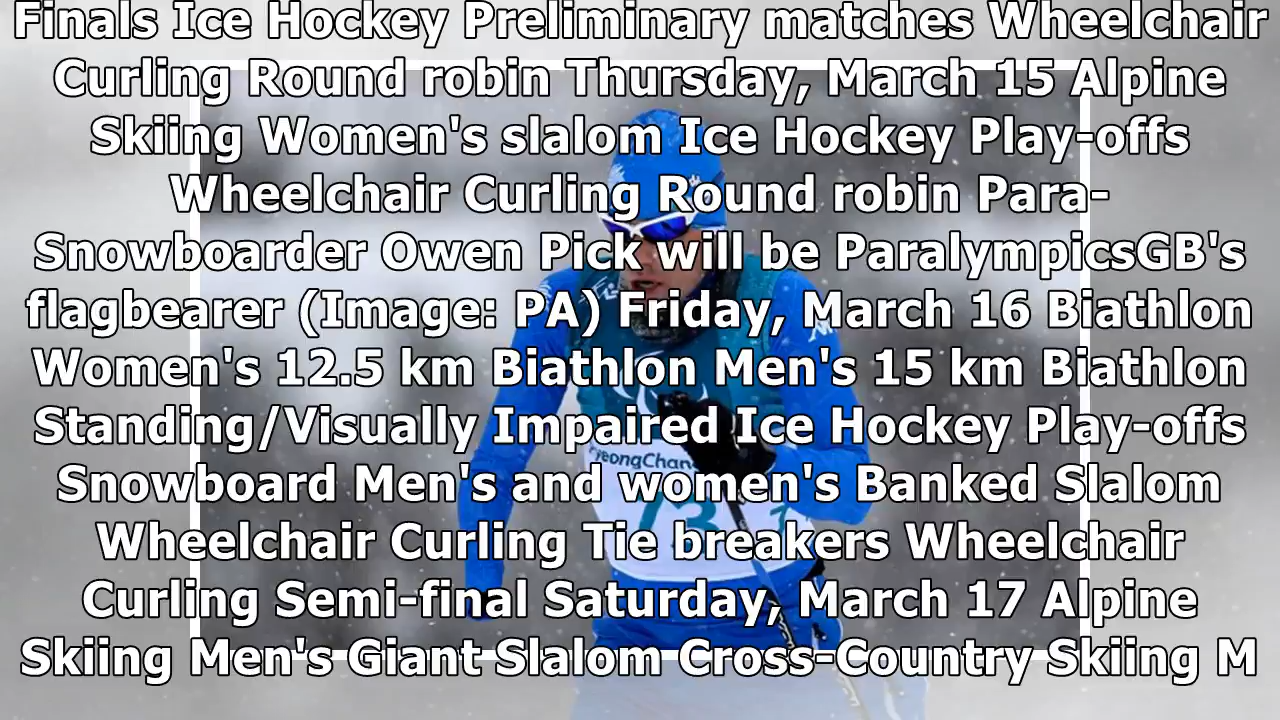 Finals Ice Hockey Preliminary matches Wheelchair
Curling Round robin Thursday, March 15 Alpine
Skiing Women's slalom Ice Hockey Play-offs
Wheelchair Curling Round robin Para-
Snowboarder Owen Pick will be ParalympicsGB's
flagbearer (Image: PA) Friday, March 16 Biathlon
Women's 12.5 km Biathlon Men's 15 km Biathlon
Standing/Visually Impaired Ice Hockey Play-offs
Snowboard Men's and women's Banked Slalom
Wheelchair Curling Tie breakers Wheelchair
Curling Semi-final Saturday, March 17 Alpine
Skiing Men's Giant Slalom Cross-Country Skiing M
73